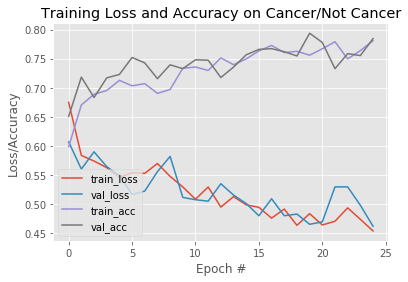 Training Loss and Accuracy on Cancer/Not Cancer
Loss/Accuracy
0.80
0.75
0.70
0.65
0.60
0.55
0.50
0.45
train_loss
val_loss
train_acc
val_acc
0 5 10 15 20 25
Epoch #